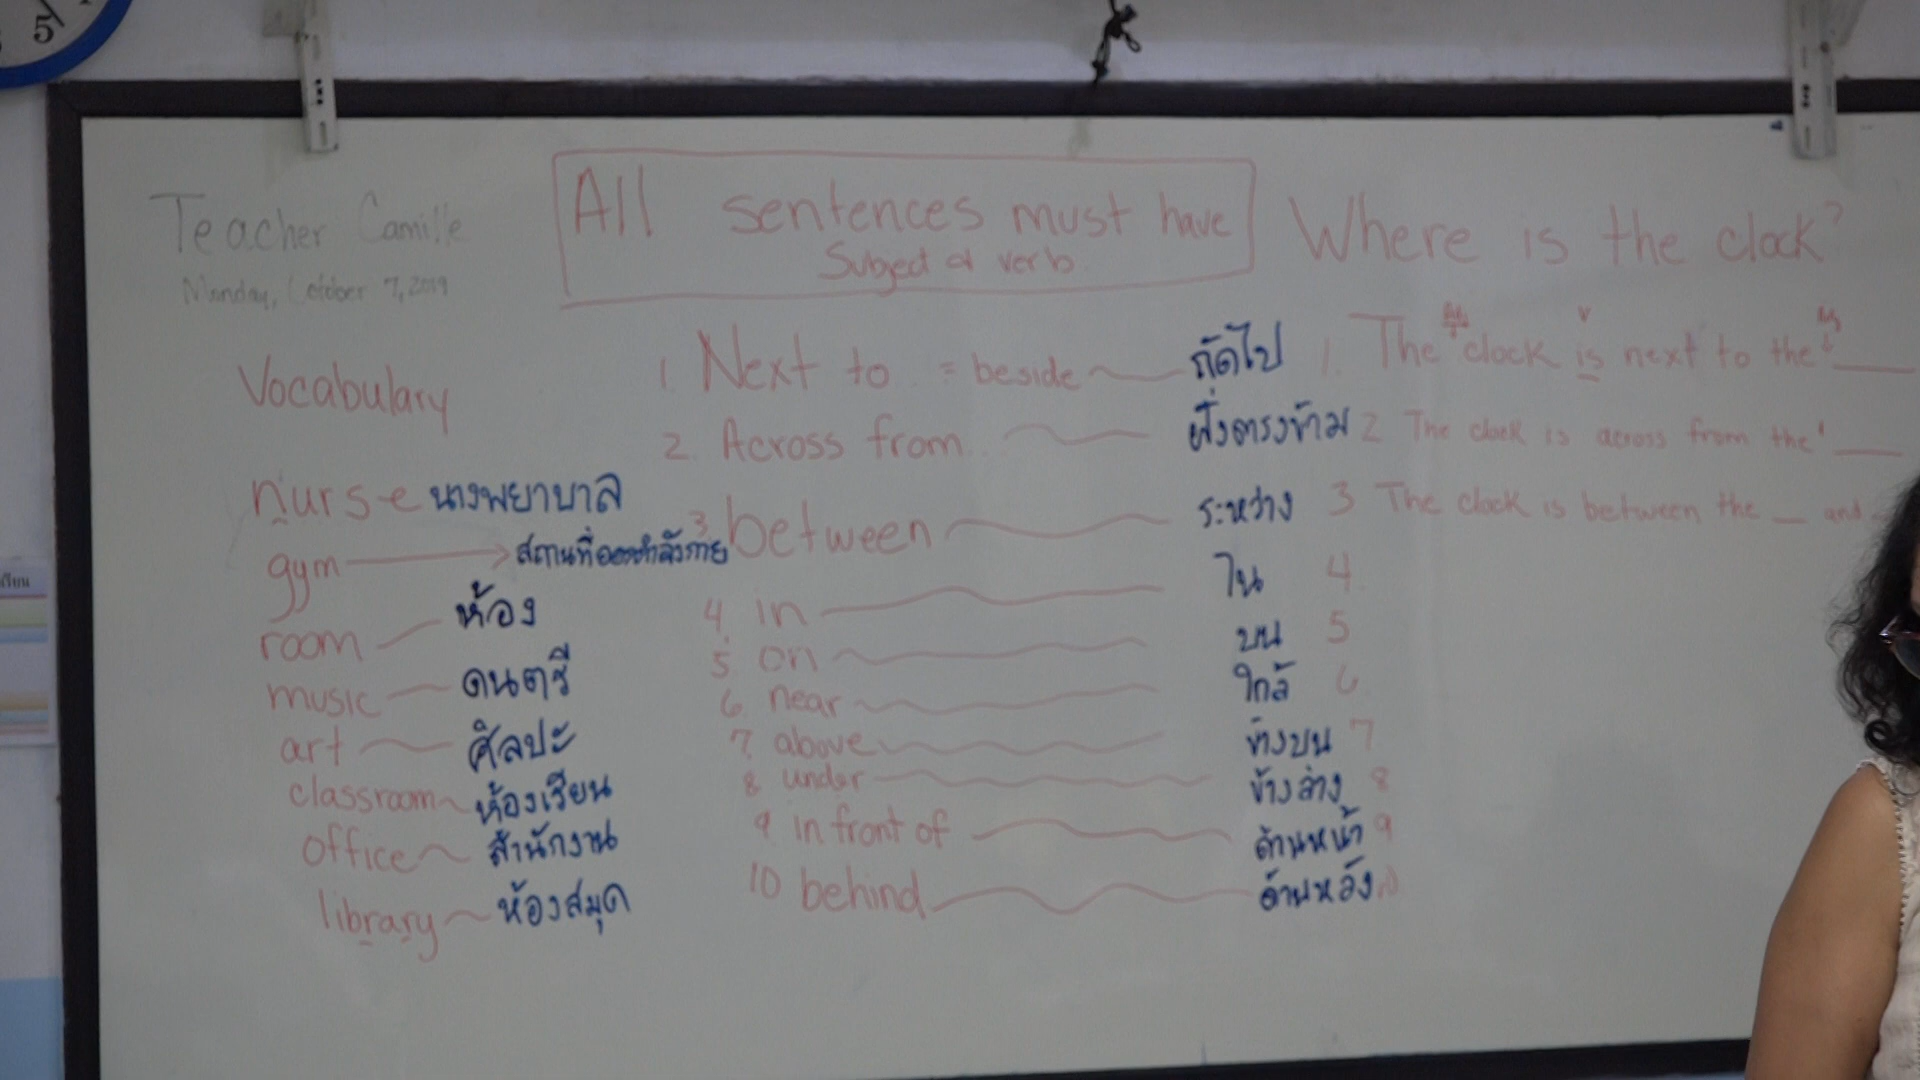 5
Teacher Camille
Monday, October 7, 2019
All sentences must have
Subject & verb
Where is the clock?
Vocabulary
nurse นางพยาบาล
gym สถานที่ออกกำลังกาย
room ห้อง
music ดนตรี
art ศิลปะ
classroom ห้องเรียน
office สำนักงาน
library ห้องสมุด
1. Next to = beside ถัดไป
2. Across from ฝั่งตรงข้าม
3. between ระหว่าง
4. in ใน 4
5. on บน 5
6. near ใกล้ 6
7. above ข้างบน 7
8. under ข้างล่าง 8
9 in front of ด้านหน้า 9
10 behind ด้านหลัง 10
v
1. The clock is next to the ___
2 The clock is across from the ___
3 The clock is between the _ and
เรียน